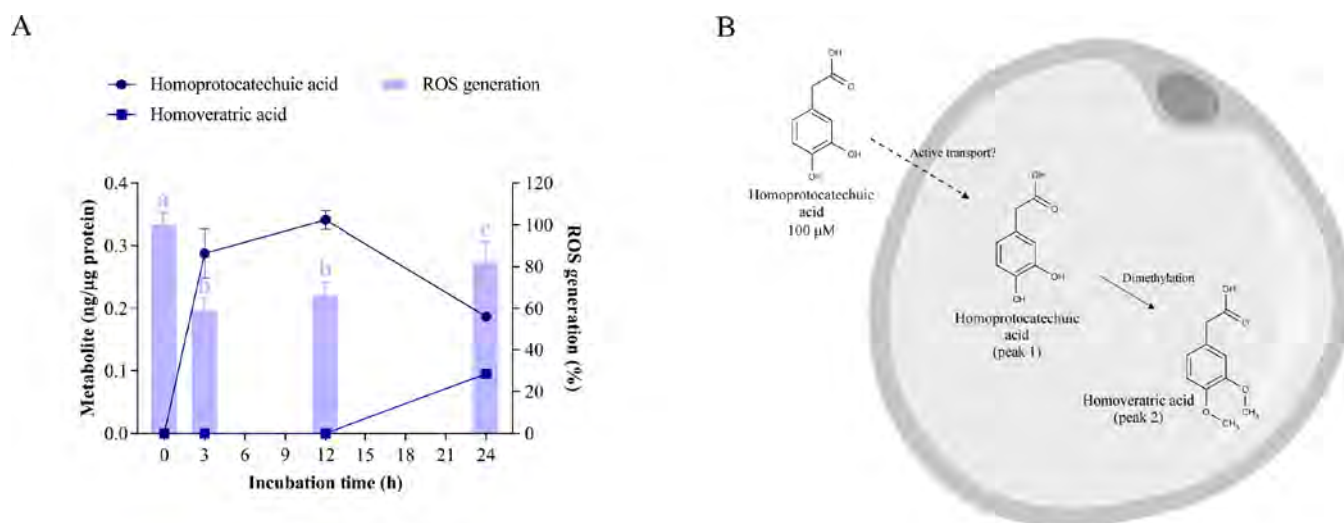 A
B
Homoprotocatechuic acid
ROS generation
Homoveratric acid
Metabolite (ng/µg protein)
0.4
0.3
0.2
0.1
0.0
a
b
b
c
120
100
80
60
40
20
0
ROS generation (%)
0 3 6 9 12 15 18 21 24
Incubation time (h)
OH
O
OH
OH
Homoprotocatechuic
acid
100 µM
Active transport?
OH
O
OH
OH
Homoprotocatechuic
acid
(peak 1)
Dimethylation
OH
O
O
O
CH₃
CH₃
Homoveratric acid
(peak 2)